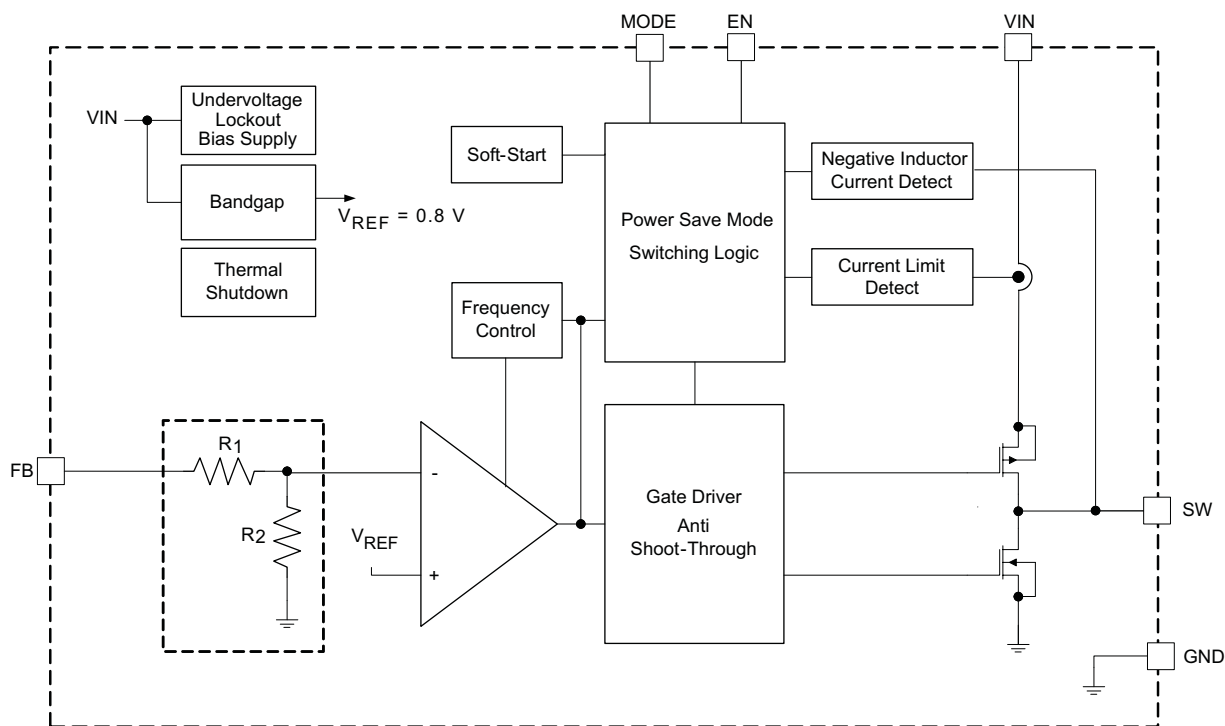 MODE
EN
VIN
VIN
Undervoltage
Lockout
Bias Supply
Bandgap
V_REF = 0.8 V
Thermal
Shutdown
Soft-Start
Power Save Mode
Switching Logic
Negative Inductor
Current Detect
Current Limit
Detect
Frequency
Control
FB
R1
R2
-
V_REF
+
Gate Driver
Anti
Shoot-Through
SW
GND